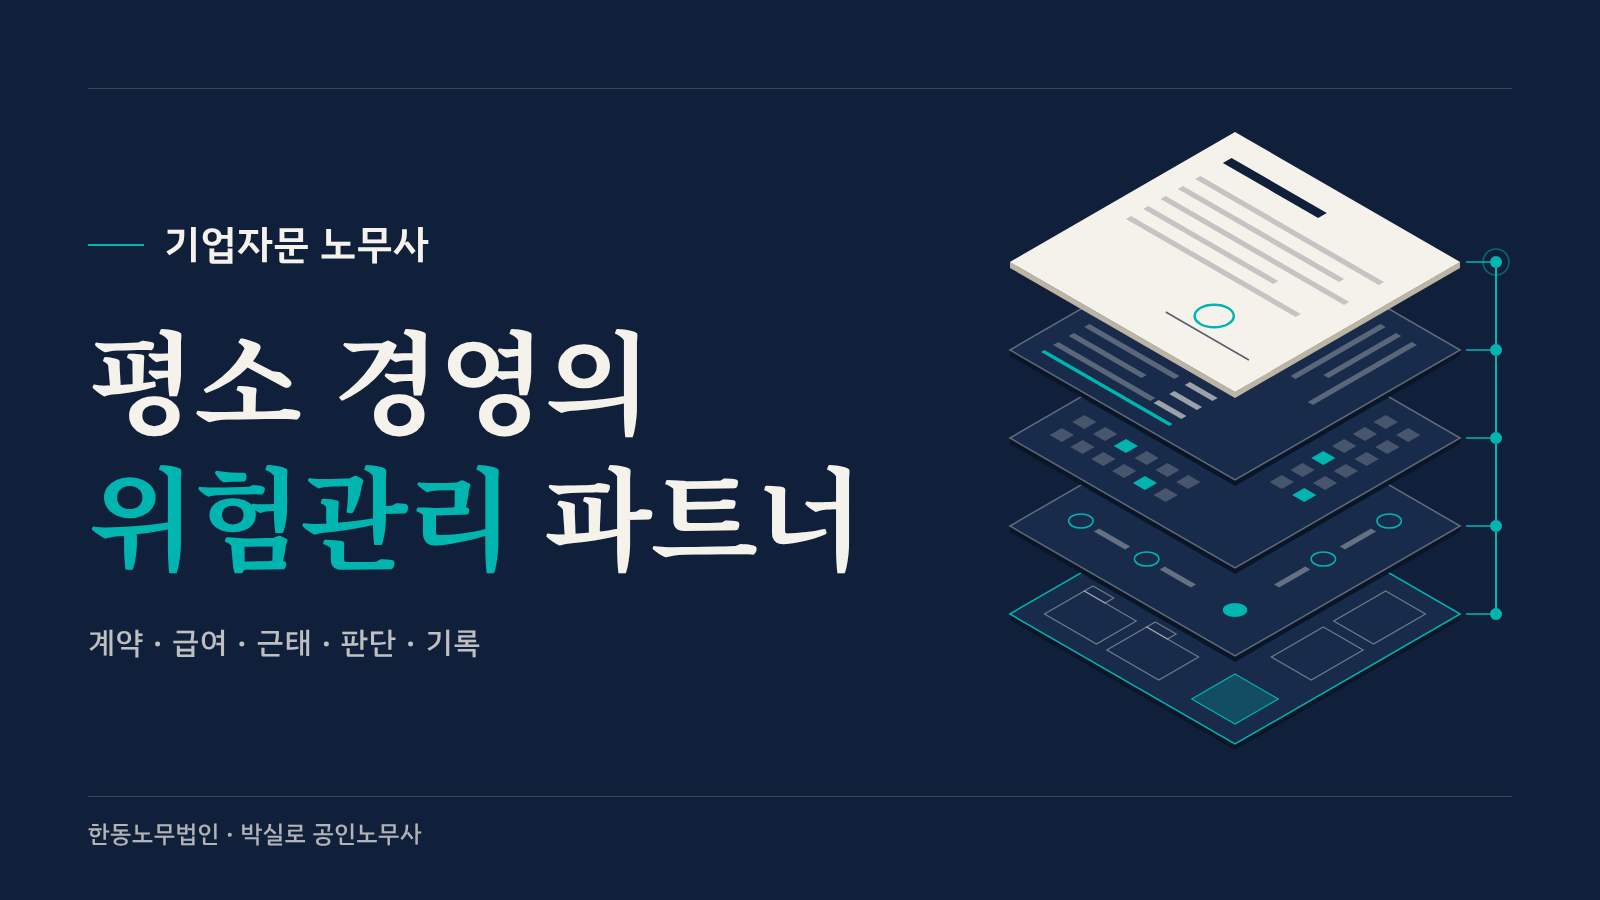 기업자문 노무사
평소 경영의
위험관리 파트너
계약 · 급여 · 근태 · 판단 · 기록
한동노무법인 · 박실로 공인노무사